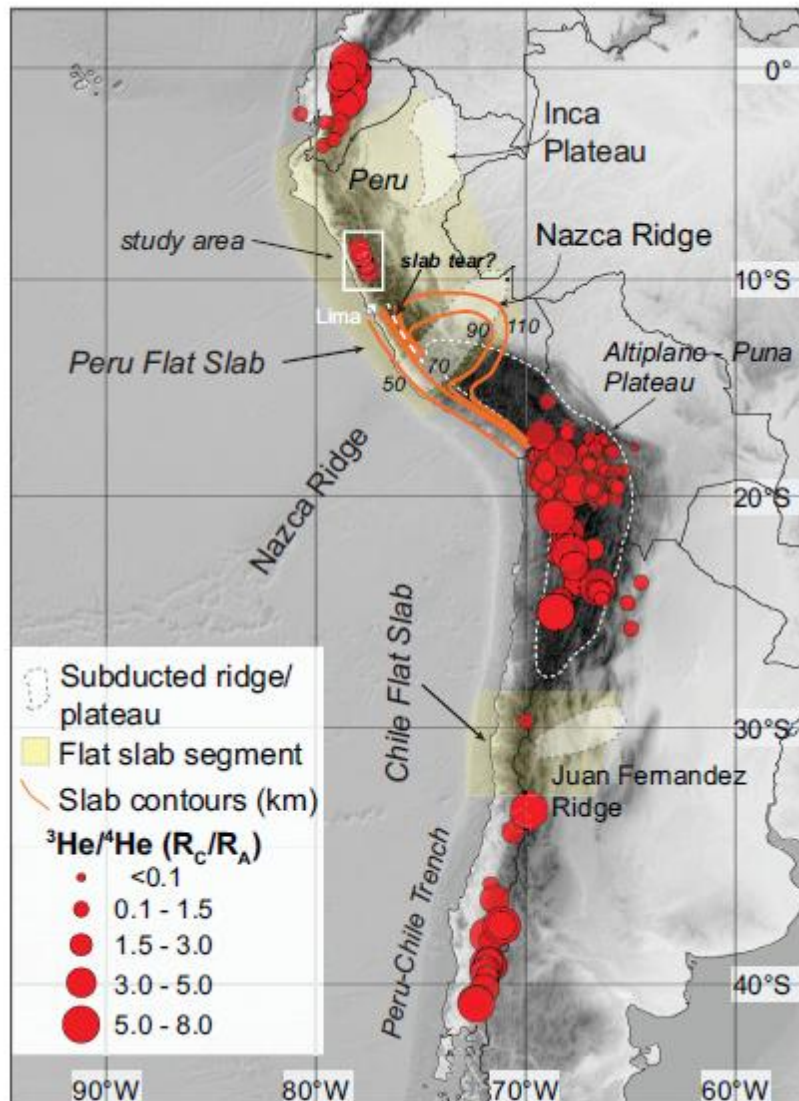 0°
Inca
Plateau
Peru
study area
Nazca Ridge
slab tear?
10°S
Lima
90
110
Peru Flat Slab
70
50
Altiplano - Puna
Plateau
Nazca Ridge
20°S
Chile Flat Slab
Subducted ridge/
plateau
30°S
Flat slab segment
Juan Fernandez
Ridge
Slab contours (km)
³He/⁴He (R_C/R_A)
<0.1
0.1 - 1.5
1.5 - 3.0
3.0 - 5.0
5.0 - 8.0
Peru-Chile Trench
40°S
90°W
80°W
70°W
60°W